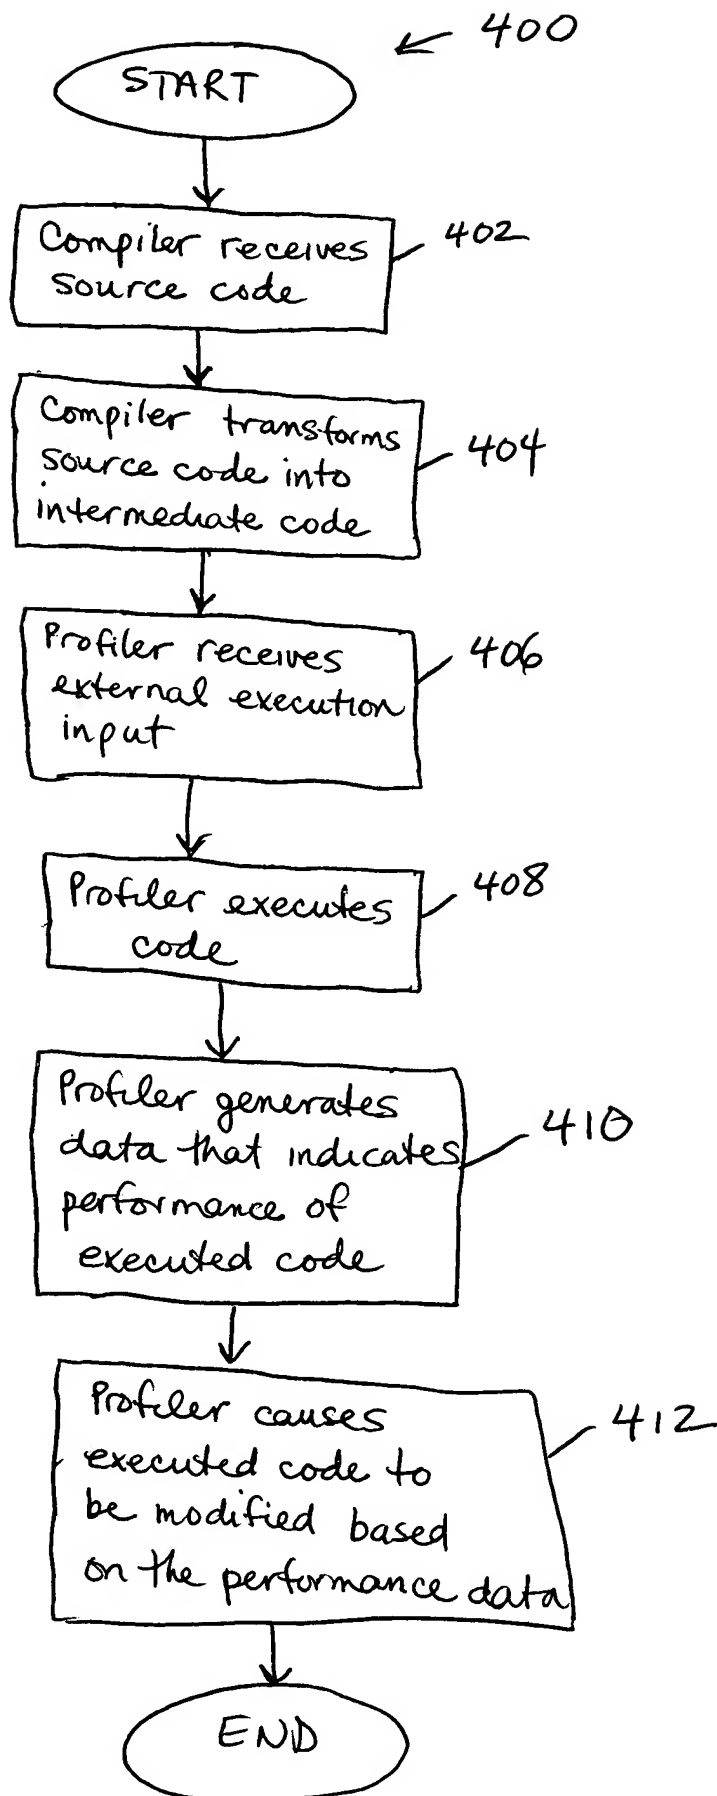 400
START
Compiler receives
source code
402
Compiler transforms
source code into
intermediate code
404
Profiler receives
external execution
input
406
Profiler executes
code
408
Profiler generates
data that indicates
performance of
executed code
410
Profiler causes
executed code to
be modified based
on the performance data
412
END